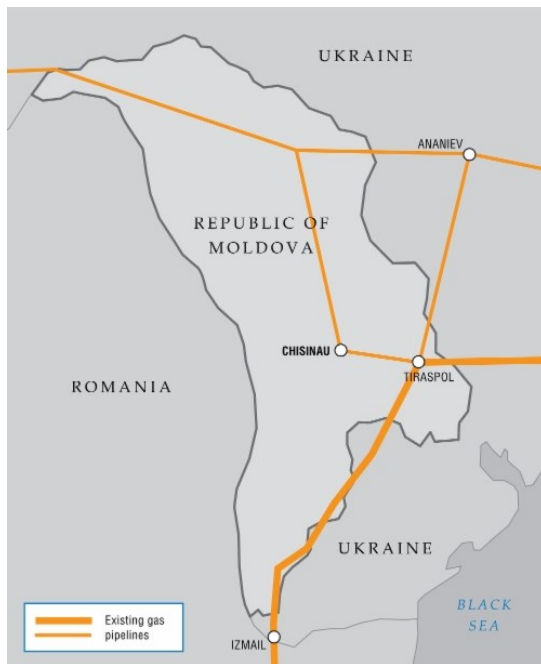 UKRAINE
ANANIEV
REPUBLIC OF
MOLDOVA
CHISINAU
TIRASPOL
ROMANIA
UKRAINE
BLACK
SEA
Existing gas
pipelines
IZMAIL